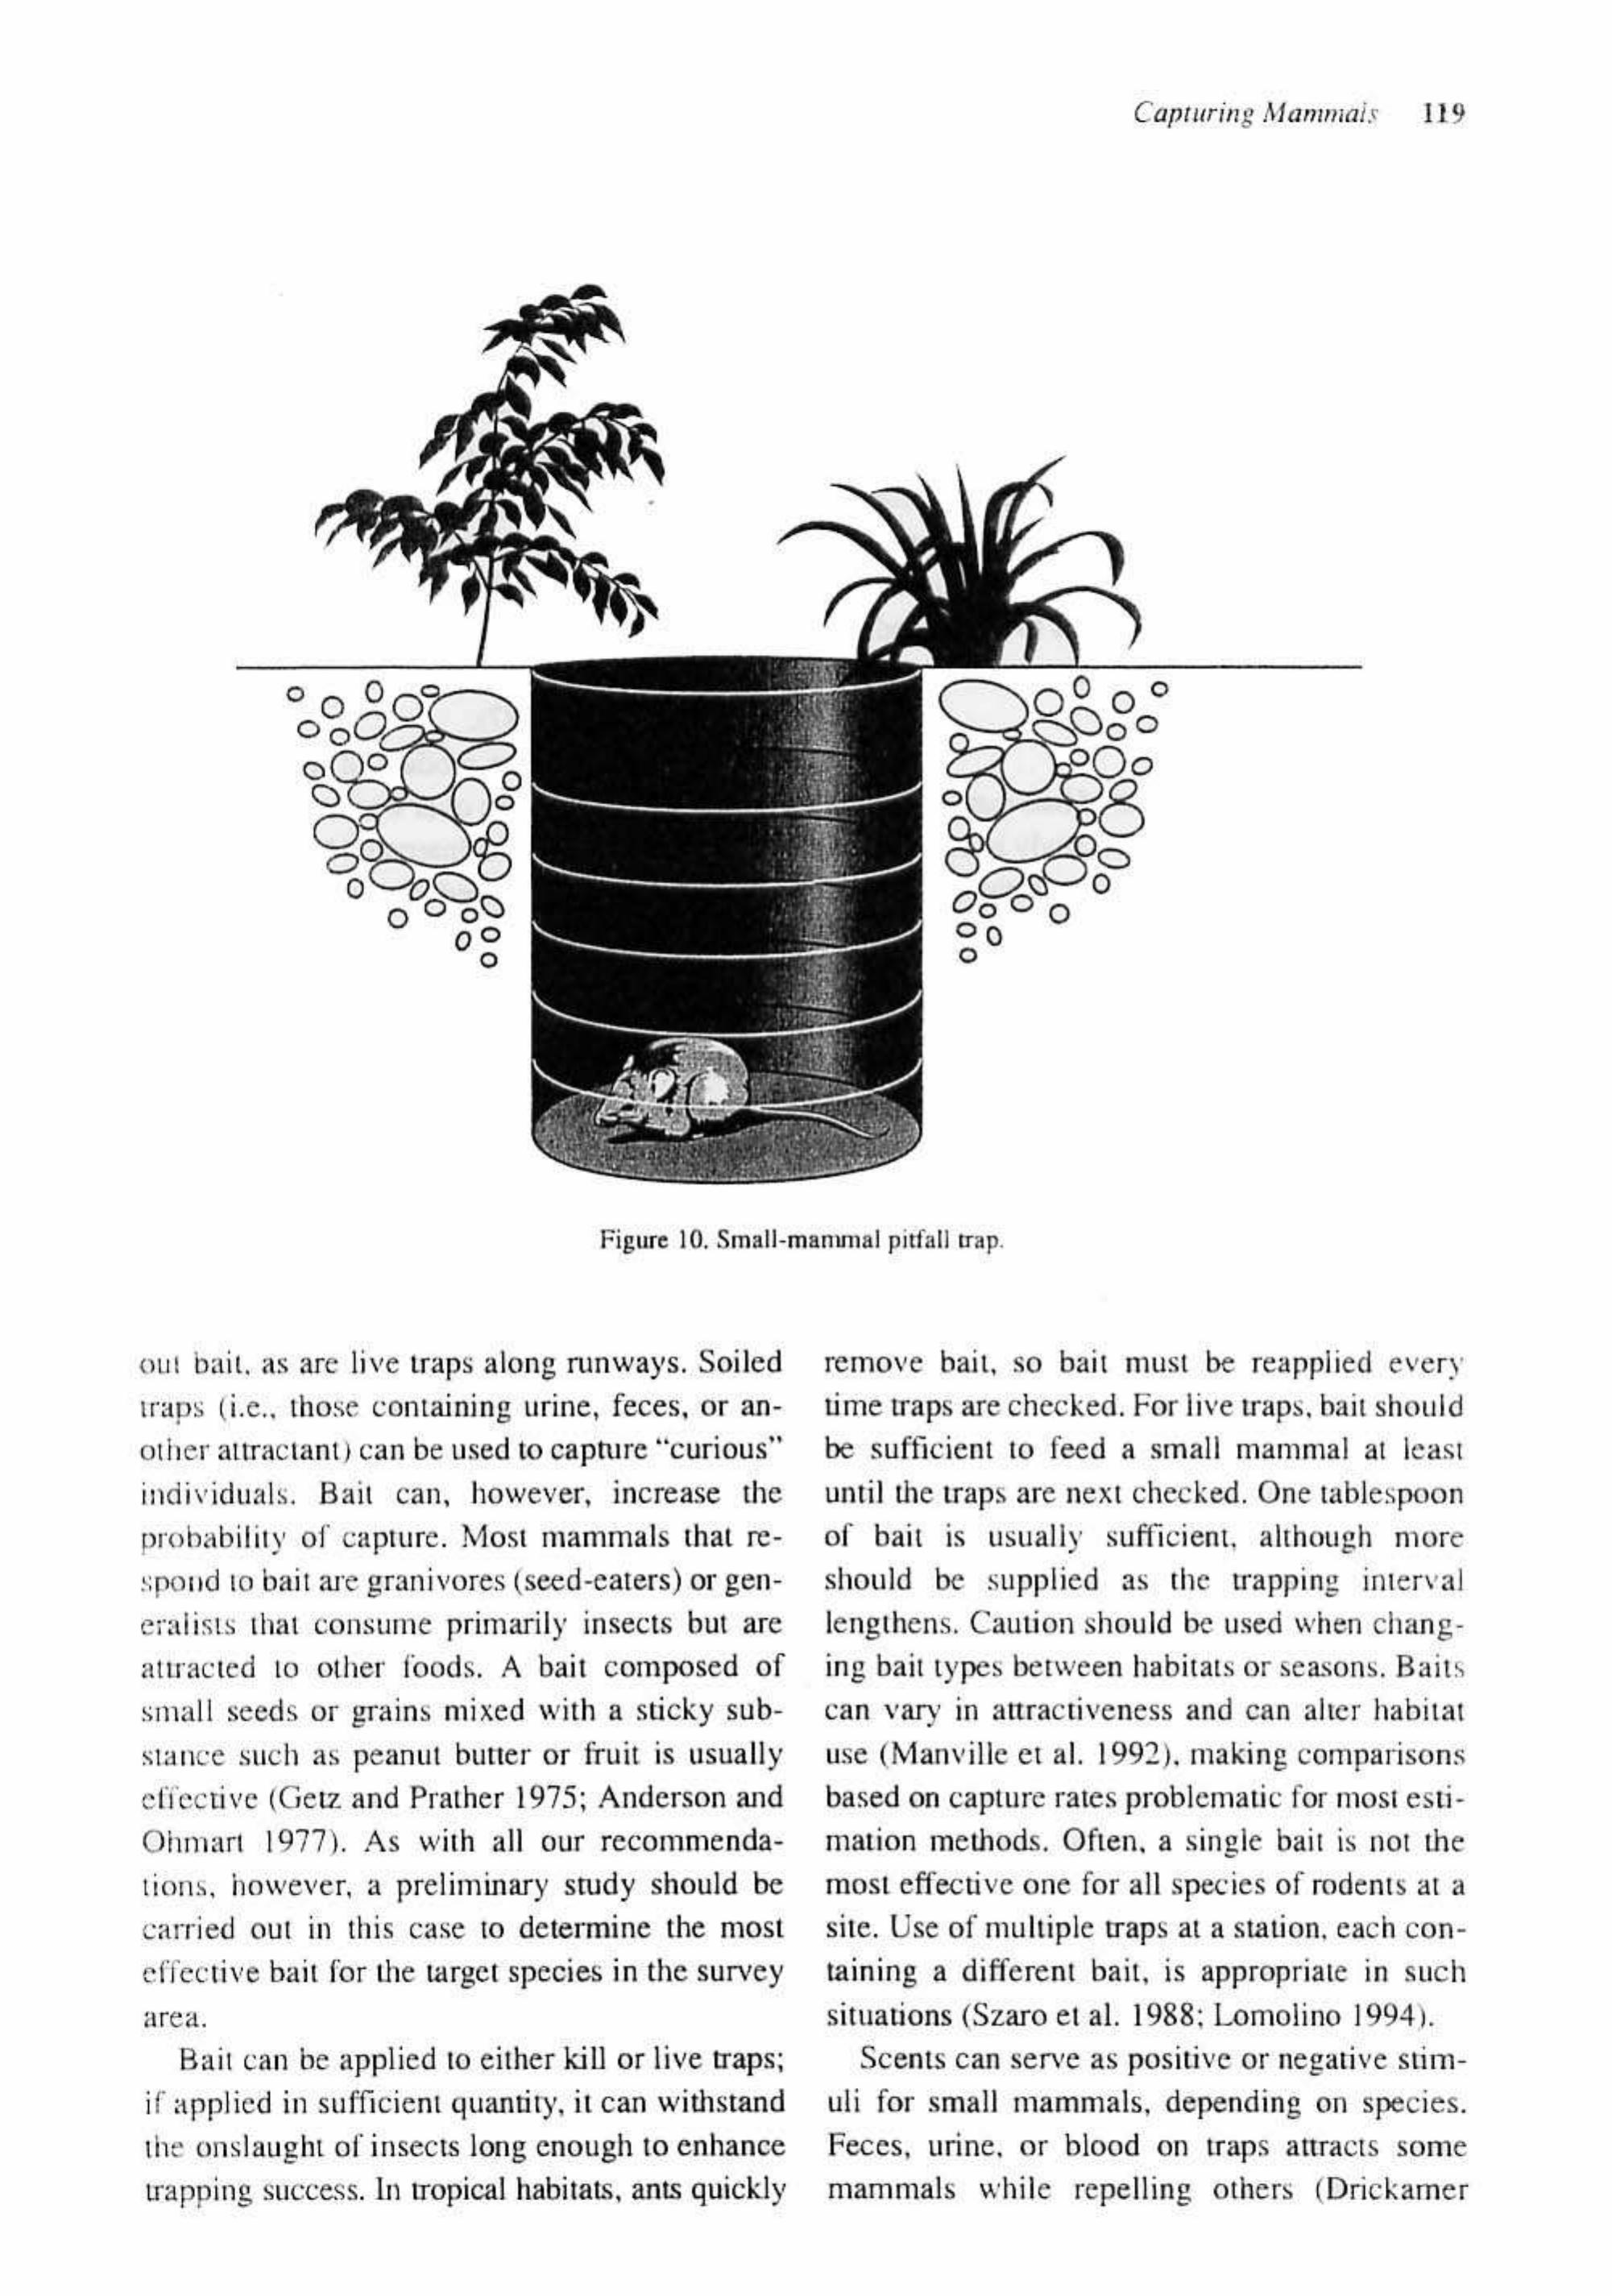 Capturing Mammals 119
Figure 10. Small-mammal pitfall trap.
out bait, as are live traps along runways. Soiled
traps (i.e., those containing urine, feces, or an-
other attractant) can be used to capture “curious”
individuals. Bait can, however, increase the
probability of capture. Most mammals that re-
spond to bait are granivores (seed-eaters) or gen-
eralists that consume primarily insects but are
attracted to other foods. A bait composed of
small seeds or grains mixed with a sticky sub-
stance such as peanut butter or fruit is usually
effective (Getz and Prather 1975; Anderson and
Ohmart 1977). As with all our recommenda-
tions, however, a preliminary study should be
carried out in this case to determine the most
effective bait for the target species in the survey
area.
Bait can be applied to either kill or live traps;
if applied in sufficient quantity, it can withstand
the onslaught of insects long enough to enhance
trapping success. In tropical habitats, ants quickly
remove bait, so bait must be reapplied every
time traps are checked. For live traps, bait should
be sufficient to feed a small mammal at least
until the traps are next checked. One tablespoon
of bait is usually sufficient, although more
should be supplied as the trapping interval
lengthens. Caution should be used when chang-
ing bait types between habitats or seasons. Baits
can vary in attractiveness and can alter habitat
use (Manville et al. 1992), making comparisons
based on capture rates problematic for most esti-
mation methods. Often, a single bait is not the
most effective one for all species of rodents at a
site. Use of multiple traps at a station, each con-
taining a different bait, is appropriate in such
situations (Szaro et al. 1988; Lomolino 1994).
Scents can serve as positive or negative stim-
uli for small mammals, depending on species.
Feces, urine, or blood on traps attracts some
mammals while repelling others (Drickamer